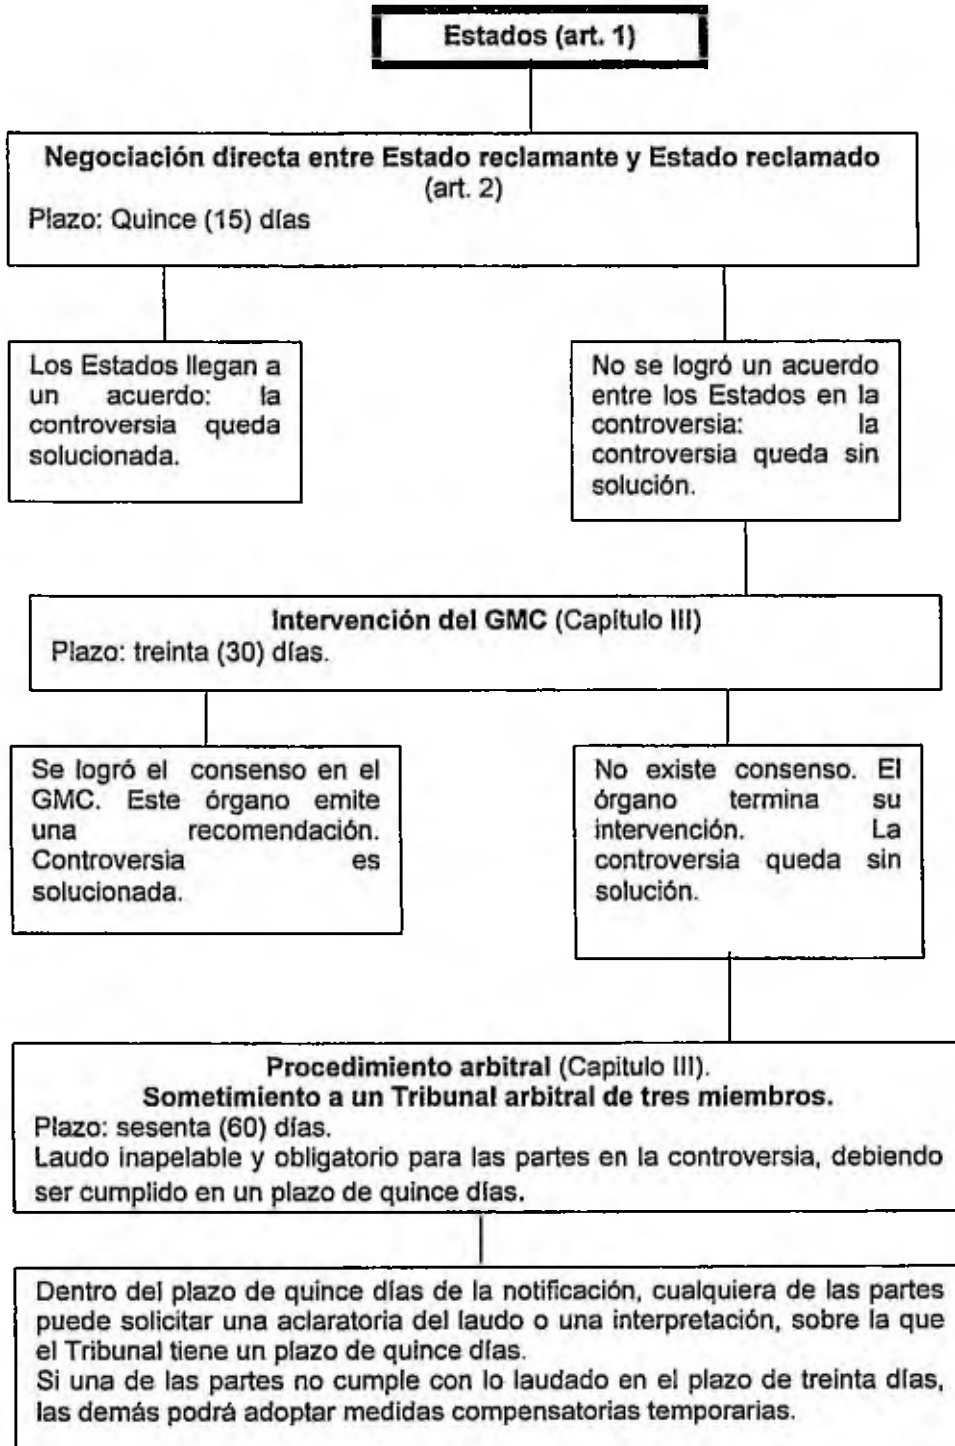 Estados (art. 1)
Negociación directa entre Estado reclamante y Estado reclamado
(art. 2)
Plazo: Quince (15) días
Los Estados llegan a
un acuerdo: la
controversia queda
solucionada.
No se logró un acuerdo
entre los Estados en la
controversia: la
controversia queda sin
solución.
Intervención del GMC (Capitulo III)
Plazo: treinta (30) días.
Se logró el consenso en el
GMC. Este órgano emite
una recomendación.
Controversia es
solucionada.
No existe consenso. El
órgano termina su
intervención. La
controversia queda sin
solución.
Procedimiento arbitral (Capitulo III).
Sometimiento a un Tribunal arbitral de tres miembros.
Plazo: sesenta (60) días.
Laudo inapelable y obligatorio para las partes en la controversia, debiendo
ser cumplido en un plazo de quince días.
Dentro del plazo de quince días de la notificación, cualquiera de las partes
puede solicitar una aclaratoria del laudo o una interpretación, sobre la que
el Tribunal tiene un plazo de quince días.
Si una de las partes no cumple con lo laudado en el plazo de treinta días,
las demás podrá adoptar medidas compensatorias temporarias.